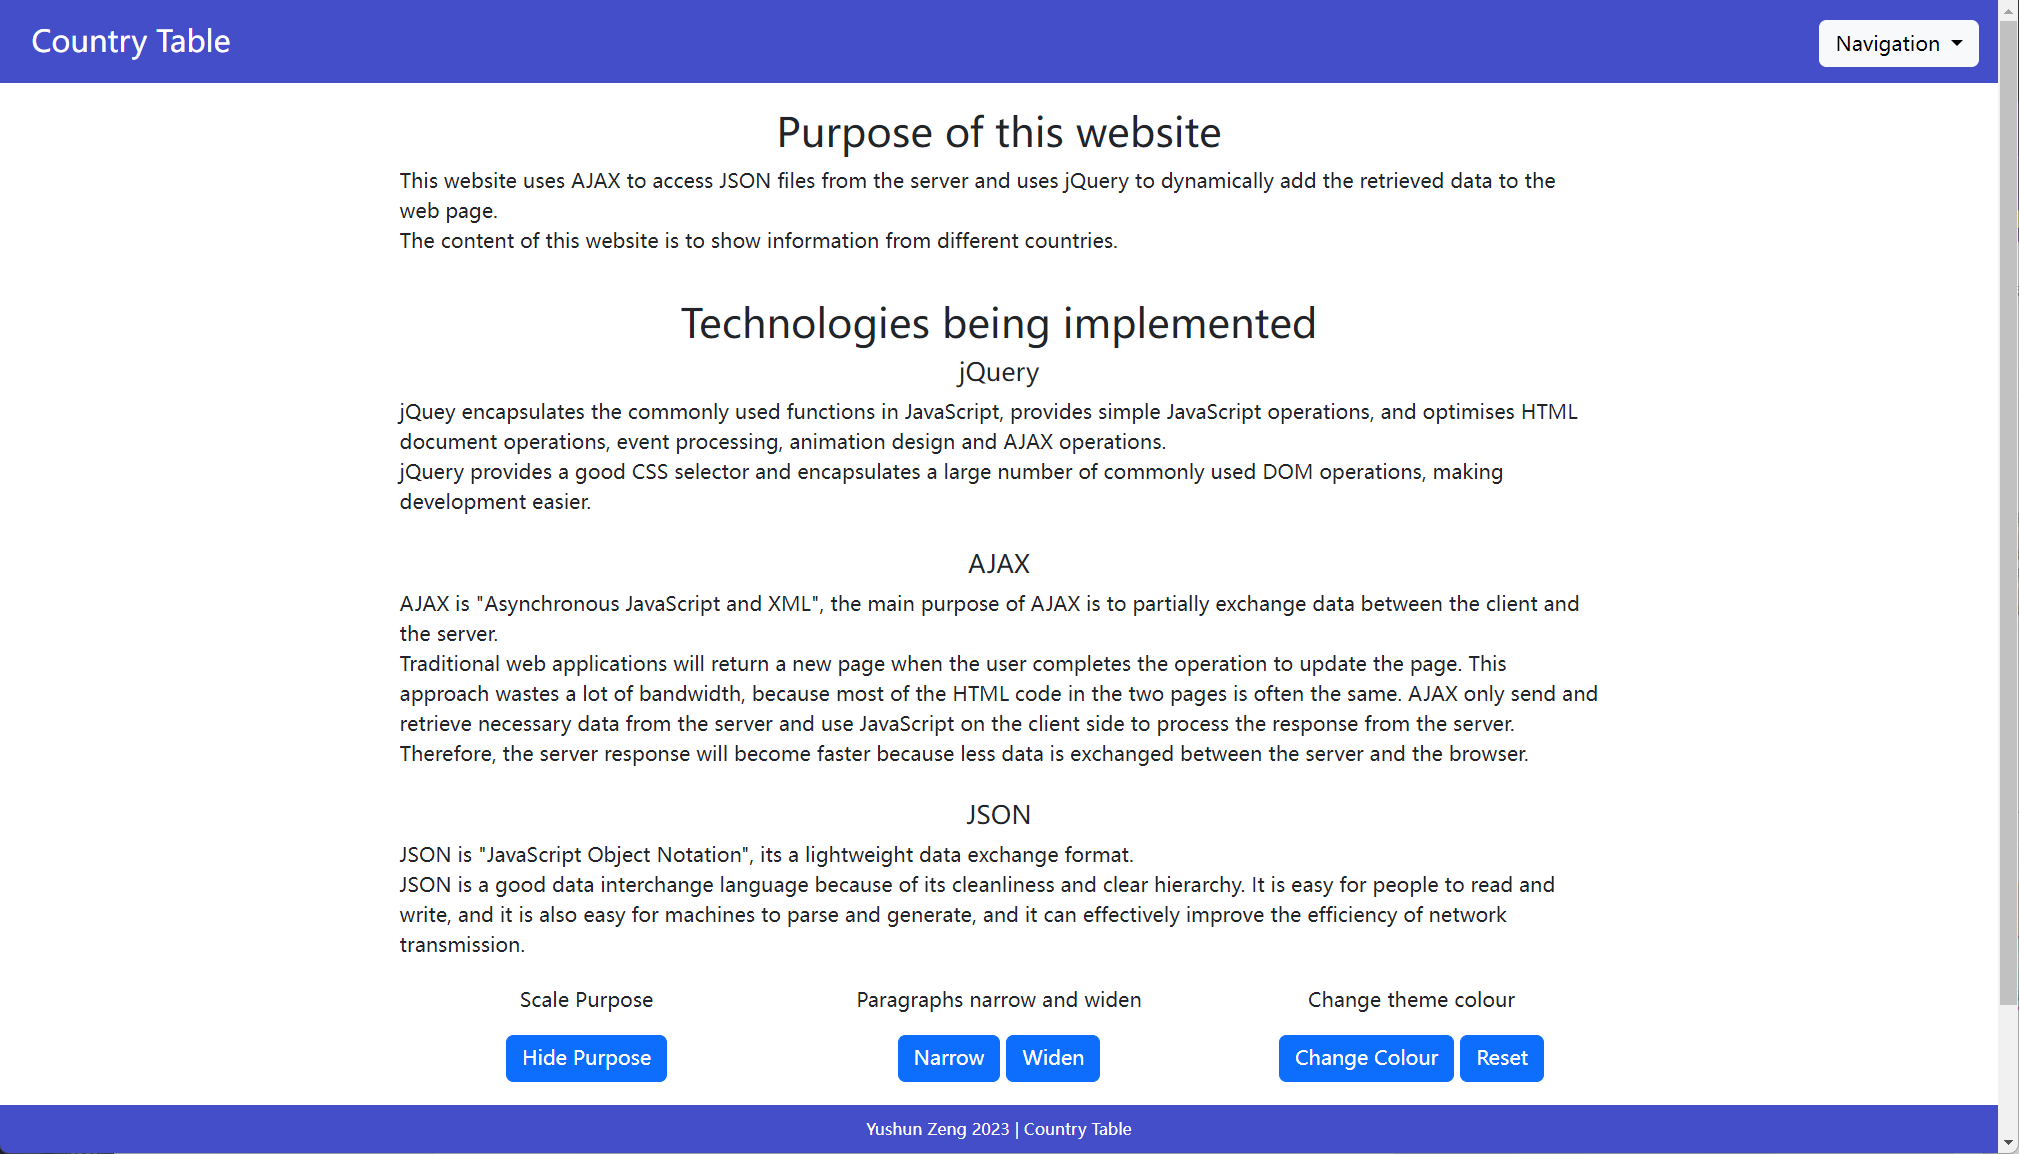 Country Table
Navigation
Purpose of this website
This website uses AJAX to access JSON files from the server and uses jQuery to dynamically add the retrieved data to the
web page.
The content of this website is to show information from different countries.
Technologies being implemented
jQuery
jQuey encapsulates the commonly used functions in JavaScript, provides simple JavaScript operations, and optimises HTML
document operations, event processing, animation design and AJAX operations.
jQuery provides a good CSS selector and encapsulates a large number of commonly used DOM operations, making
development easier.
AJAX
AJAX is "Asynchronous JavaScript and XML", the main purpose of AJAX is to partially exchange data between the client and
the server.
Traditional web applications will return a new page when the user completes the operation to update the page. This
approach wastes a lot of bandwidth, because most of the HTML code in the two pages is often the same. AJAX only send and
retrieve necessary data from the server and use JavaScript on the client side to process the response from the server.
Therefore, the server response will become faster because less data is exchanged between the server and the browser.
JSON
JSON is "JavaScript Object Notation", its a lightweight data exchange format.
JSON is a good data interchange language because of its cleanliness and clear hierarchy. It is easy for people to read and
write, and it is also easy for machines to parse and generate, and it can effectively improve the efficiency of network
transmission.
Scale Purpose
Hide Purpose
Paragraphs narrow and widen
Narrow Widen
Change theme colour
Change Colour Reset
Yushun Zeng 2023 | Country Table